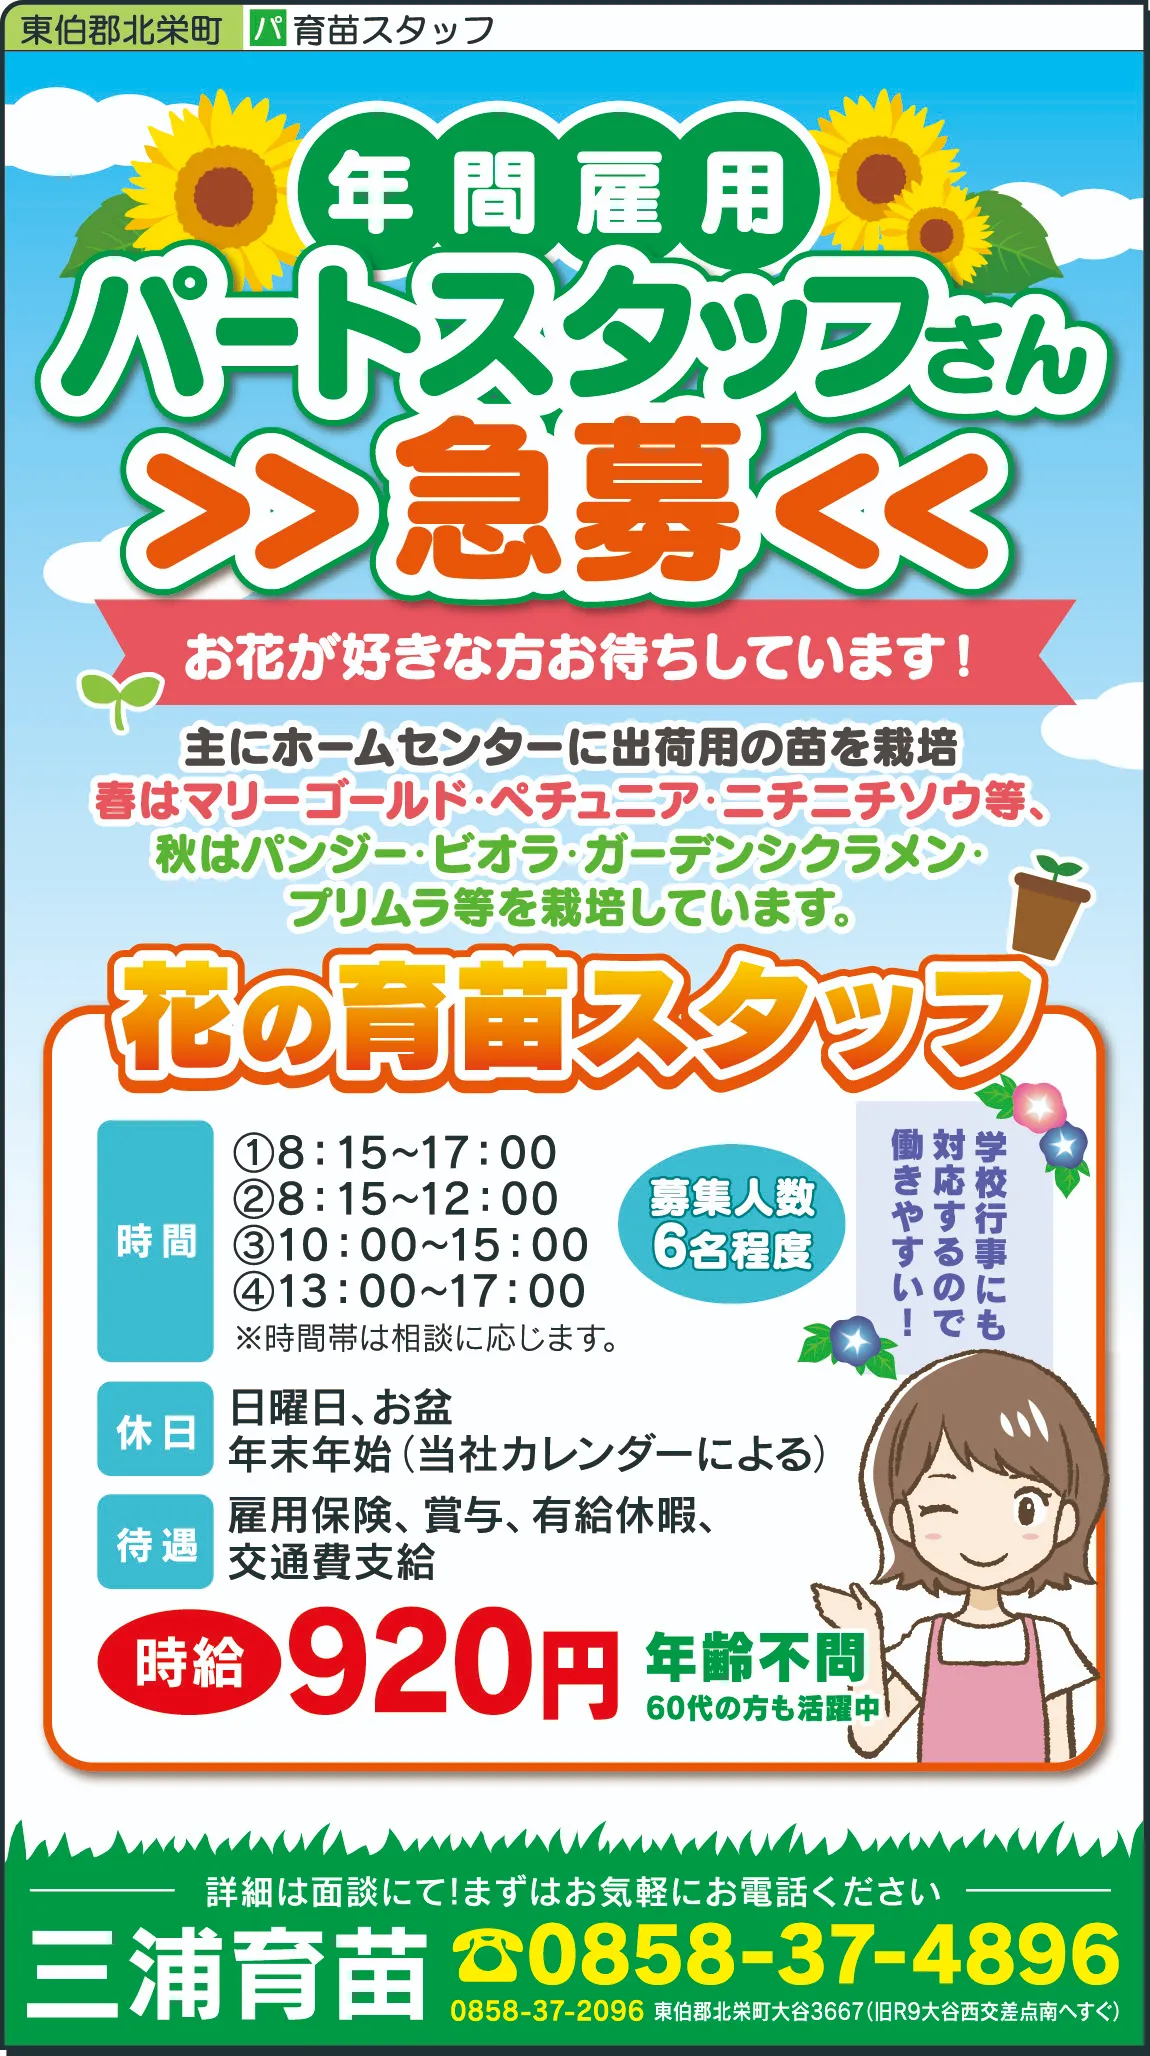 東伯郡北栄町 パ 育苗スタッフ
年間雇用
パートスタッフさん
>>急募<<
お花が好きな方お待ちしています！
主にホームセンターに出荷用の苗を栽培
春はマリーゴールド・ペチュニア・ニチニチソウ等、
秋はパンジー・ビオラ・ガーデンシクラメン・
プリムラ等を栽培しています。
花の育苗スタッフ
時間
①8：15~17：00
②8：15~12：00
③10：00~15：00
④13：00~17：00
※時間帯は相談に応じます。
募集人数
6名程度
学校行事にも
対応するので
働きやすい！
休日
日曜日、お盆
年末年始（当社カレンダーによる）
待遇
雇用保険、賞与、有給休暇、
交通費支給
時給 920円
年齢不問
60代の方も活躍中
詳細は面談にて！まずはお気軽にお電話ください
三浦育苗
☎0858-37-4896
0858-37-2096 東伯郡北栄町大谷3667（旧R9大谷西交差点南へすぐ）